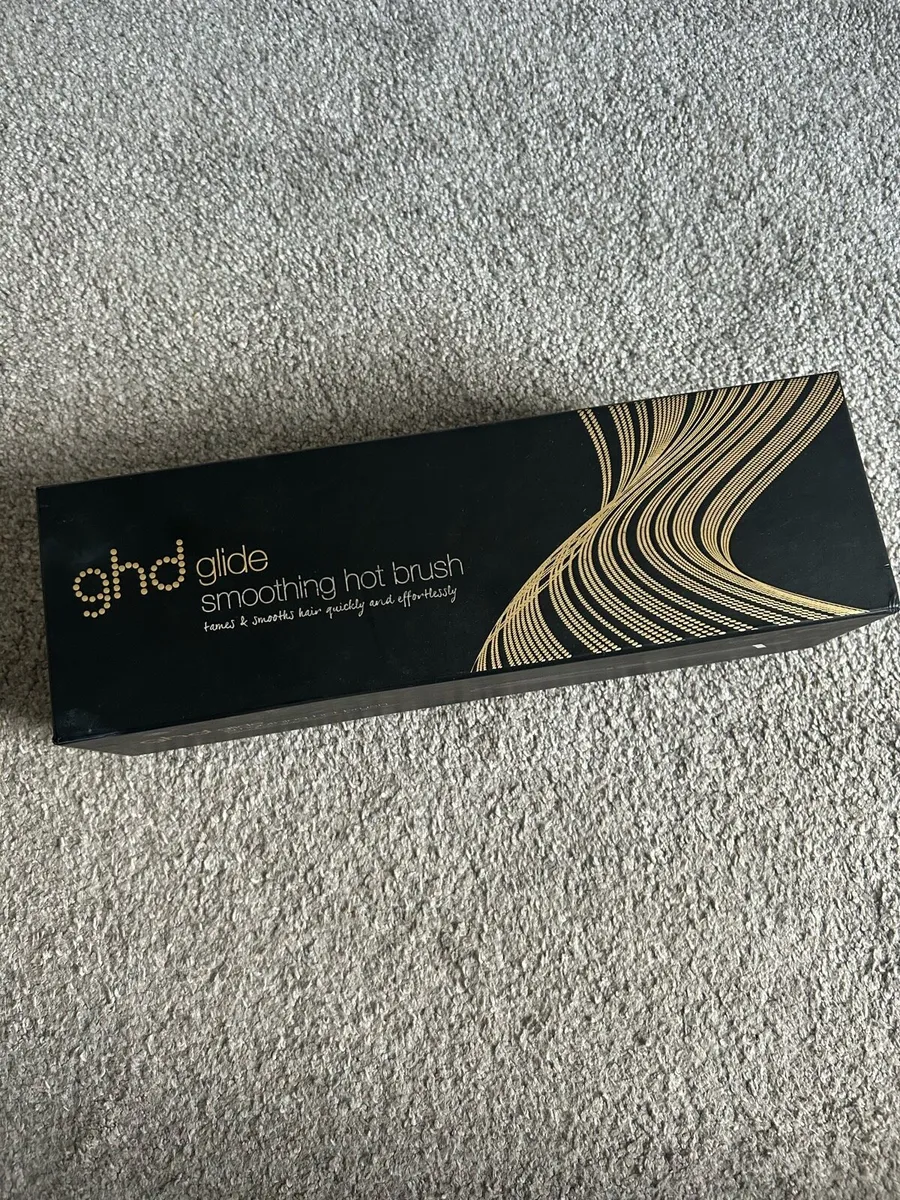 ghd glide
smoothing hot brush
tames & smooths hair quickly and effortlessly